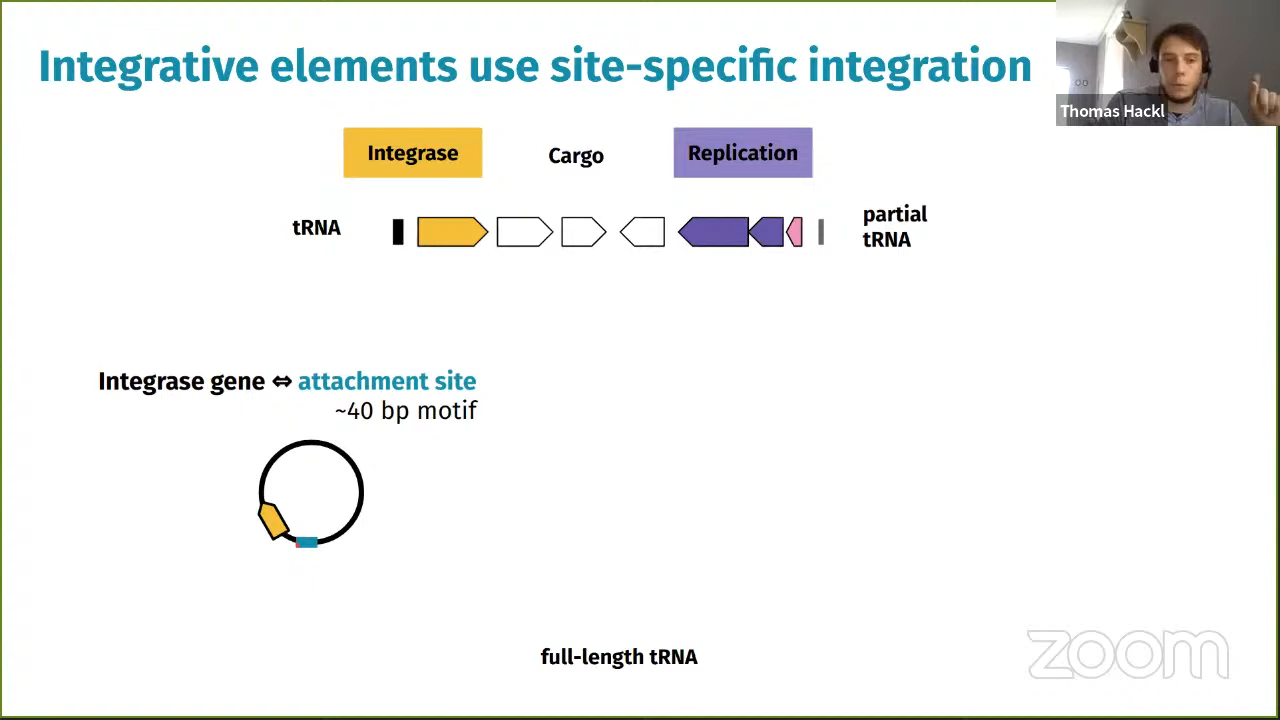 Integrative elements use site-specific integration
Thomas Hackl
Integrase
Cargo
Replication
tRNA
partial
tRNA
Integrase gene ⇔ attachment site
~40 bp motif
full-length tRNA
zoom